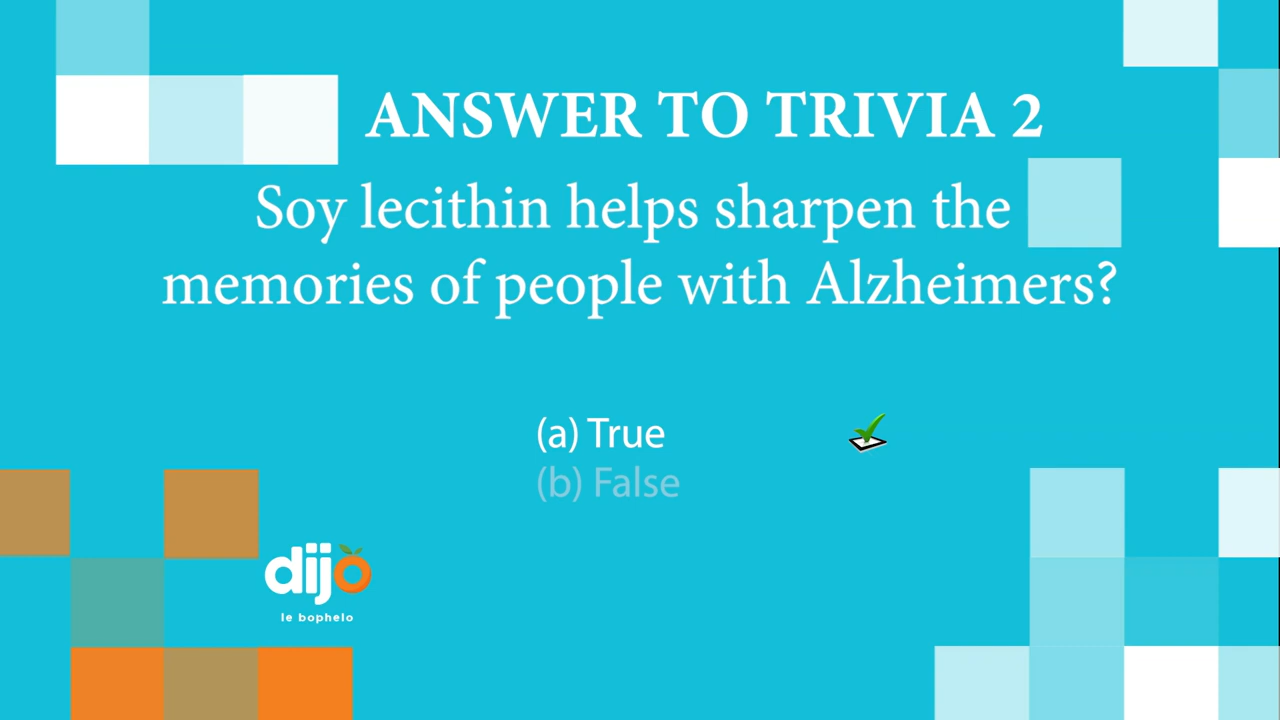 ANSWER TO TRIVIA 2
Soy lecithin helps sharpen the
memories of people with Alzheimers?
(a) True
(b) False
dijo
le bophelo